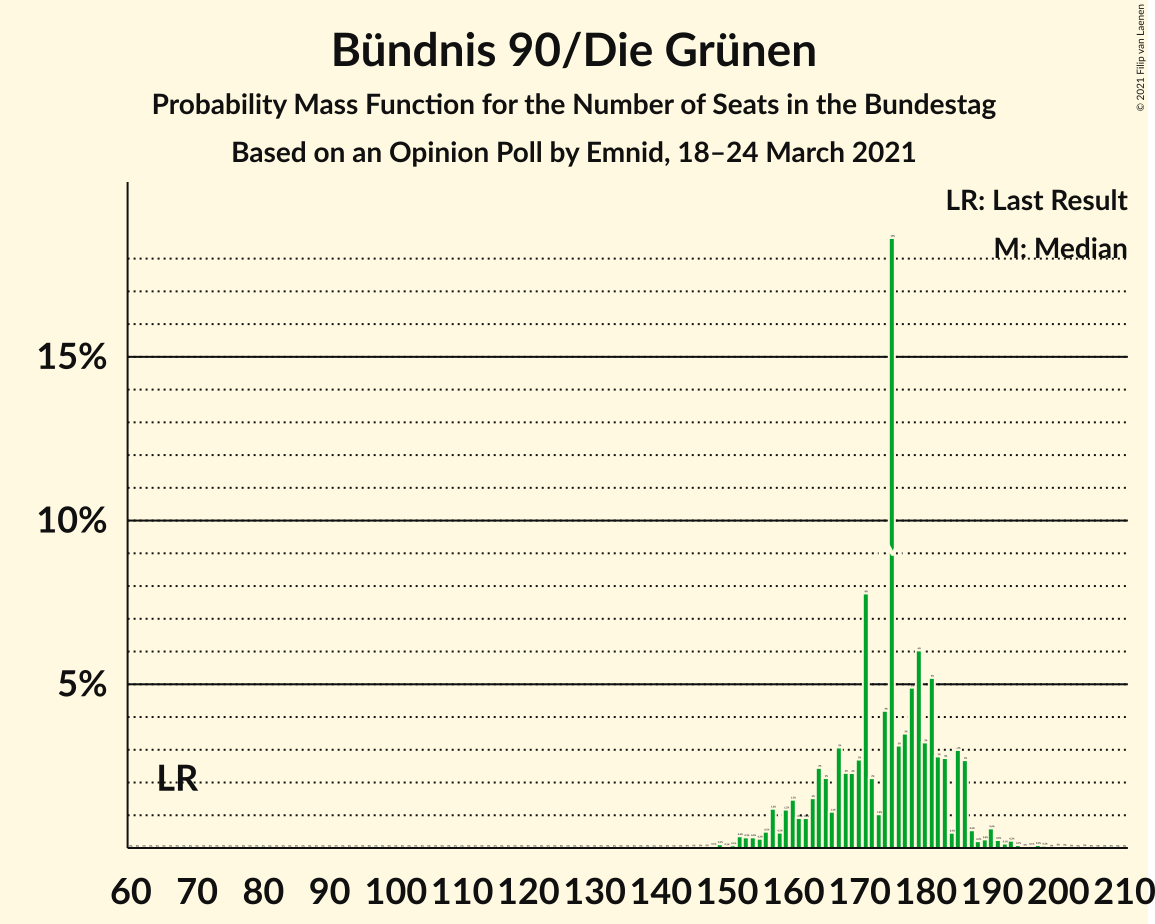 Bündnis 90/Die Grünen
Probability Mass Function for the Number of Seats in the Bundestag
Based on an Opinion Poll by Emnid, 18–24 March 2021
© 2021 Filip van Laenen
LR: Last Result
M: Median
15%
10%
5%
LR
60 70 80 90 100 110 120 130 140 150 160 170 180 190 200 210